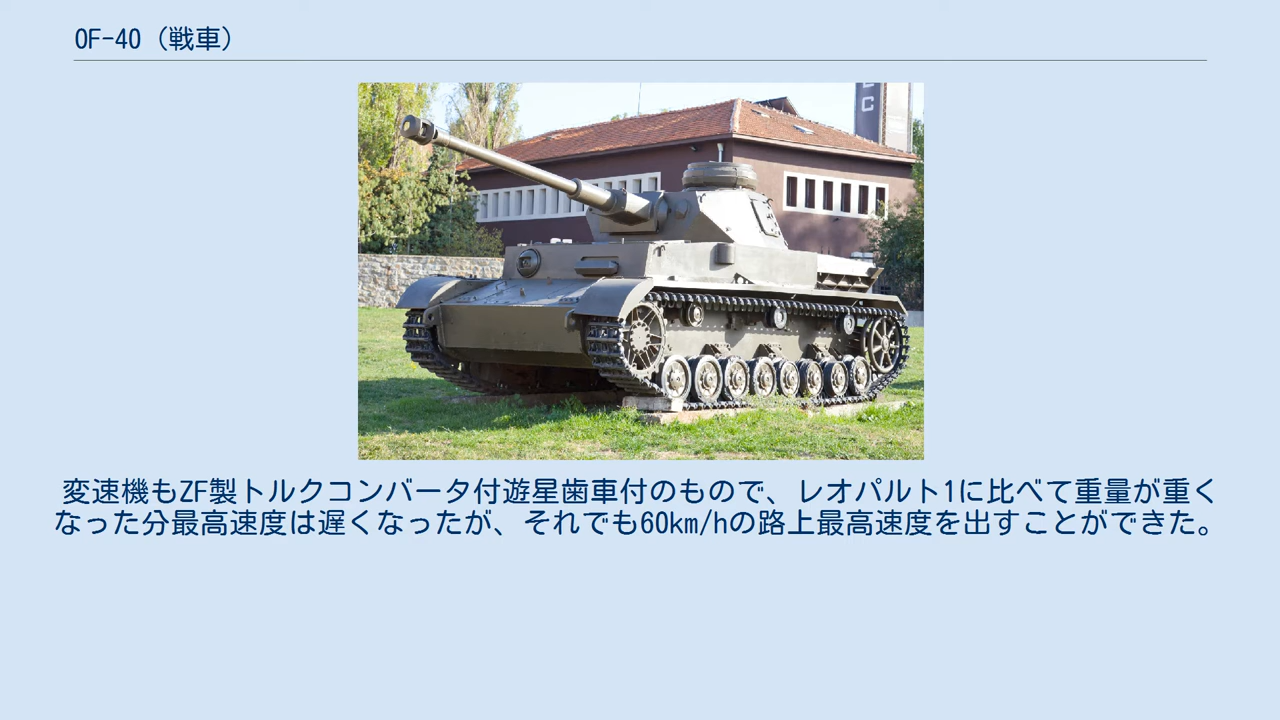 OF-40（戦車）
C
変速機もZF製トルクコンバータ付遊星歯車付のもので、レオパルト1に比べて重量が重く
なった分最高速度は遅くなったが、それでも60km/hの路上最高速度を出すことができた。